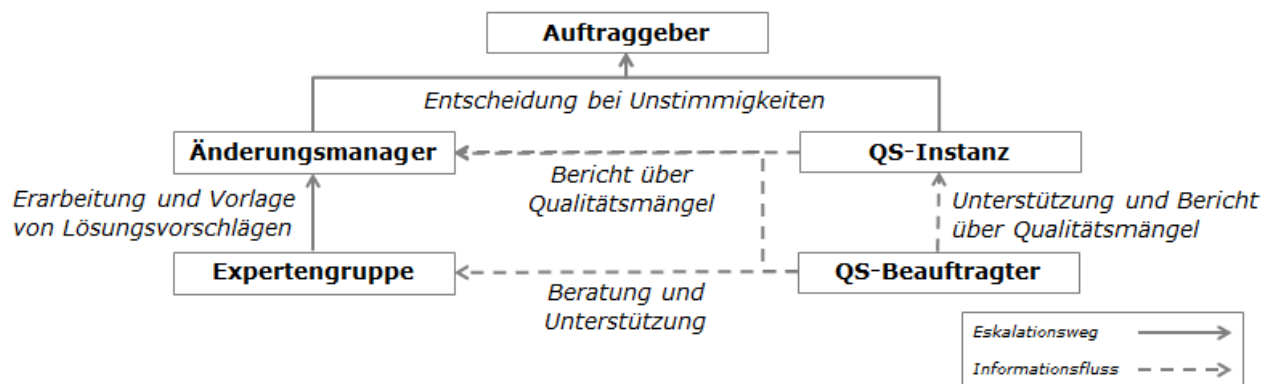 Auftraggeber
Entscheidung bei Unstimmigkeiten
Änderungsmanager
QS-Instanz
Bericht über
Qualitätsmängel
Erarbeitung und Vorlage
von Lösungsvorschlägen
Unterstützung und Bericht
über Qualitätsmängel
Expertengruppe
QS-Beauftragter
Beratung und
Unterstützung
Eskalationsweg
Informationsfluss